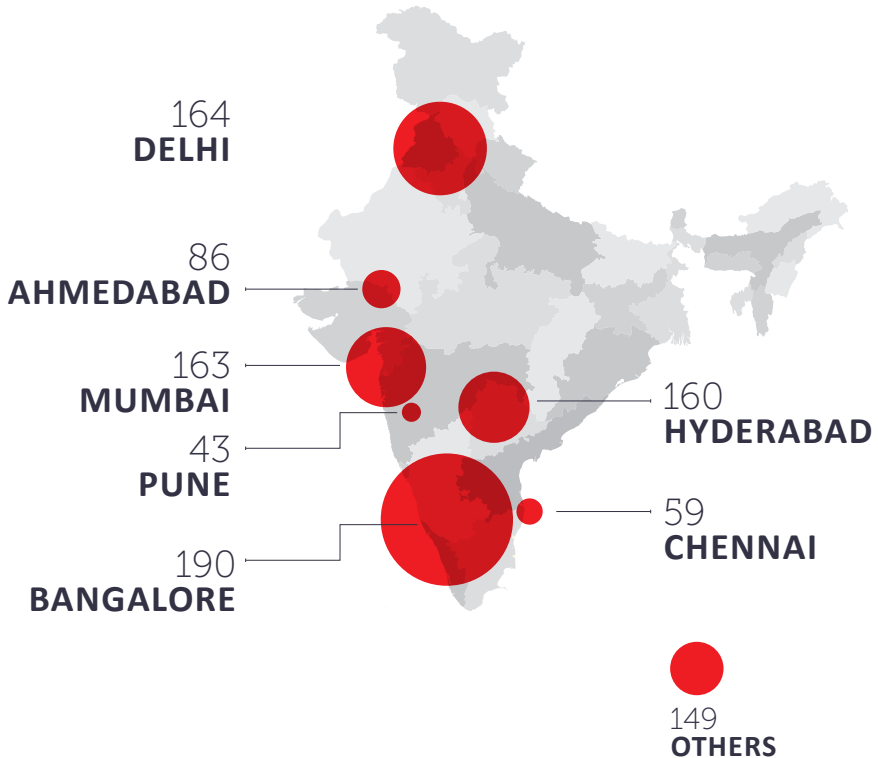 164
DELHI
86
AHMEDABAD
163
MUMBAI
43
PUNE
190
BANGALORE
160
HYDERABAD
59
CHENNAI
149
OTHERS